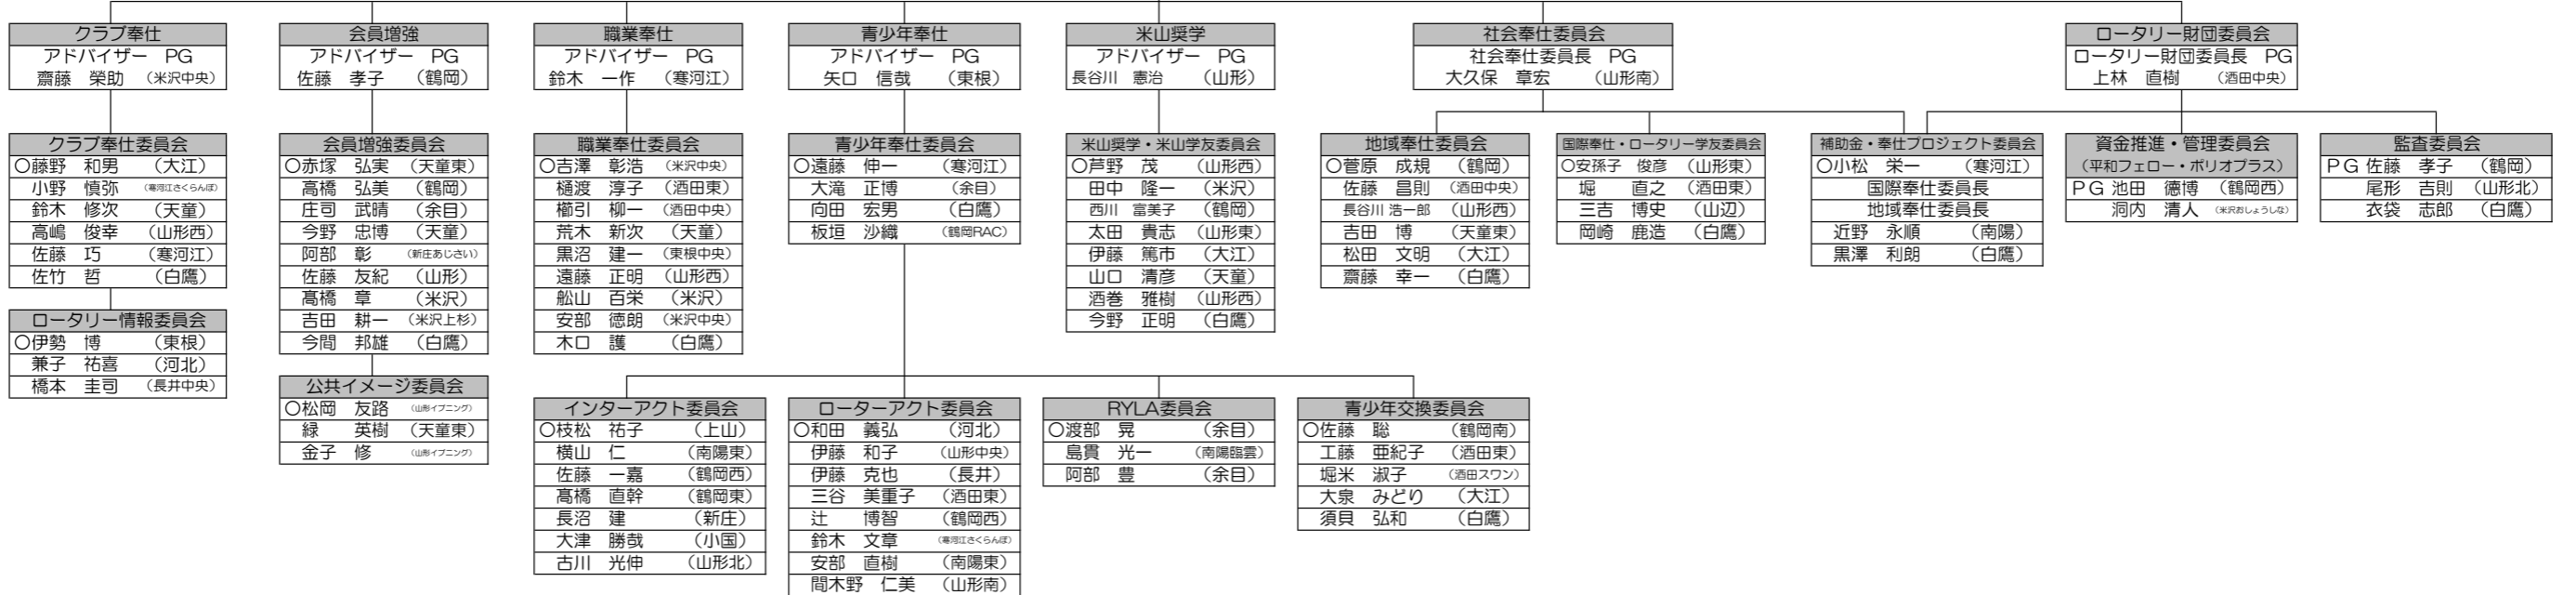 クラブ奉仕
アドバイザー PG
齋藤 榮助 （米沢中央）
クラブ奉仕委員会
〇藤野 和男 （大江）
小野 慎弥 （寒河江さくらんぼ）
鈴木 修次 （天童）
高嶋 俊幸 （山形西）
佐藤 巧 （寒河江）
佐竹 哲 （白鷹）
ロータリー情報委員会
〇伊勢 博 （東根）
兼子 祐喜 （河北）
橋本 圭司 （長井中央）
会員増強
アドバイザー PG
佐藤 孝子 （鶴岡）
会員増強委員会
〇赤塚 弘実 （天童東）
高橋 弘美 （鶴岡）
庄司 武晴 （余目）
今野 忠博 （天童）
阿部 彰 （新庄あじさい）
佐藤 友紀 （山形）
髙橋 章 （米沢）
吉田 耕一 （米沢上杉）
今間 邦雄 （白鷹）
公共イメージ委員会
〇松岡 友路 （山形イブニング）
緑 英樹 （天童東）
金子 修 （山形イブニング）
職業奉仕
アドバイザー PG
鈴木 一作 （寒河江）
職業奉仕委員会
〇吉澤 彰浩 （米沢中央）
樋渡 淳子 （酒田東）
櫛引 柳一 （酒田中央）
荒木 新次 （天童）
黒沼 建一 （東根中央）
遠藤 正明 （山形西）
舩山 百栄 （米沢）
安部 徳朗 （米沢中央）
木口 護 （白鷹）
青少年奉仕
アドバイザー PG
矢口 信哉 （東根）
青少年奉仕委員会
〇遠藤 伸一 （寒河江）
大滝 正博 （余目）
向田 宏男 （白鷹）
板垣 沙織 （鶴岡RAC）
インターアクト委員会
〇枝松 祐子 （上山）
横山 仁 （南陽東）
佐藤 一嘉 （鶴岡西）
髙橋 直幹 （鶴岡東）
長沼 建 （新庄）
大津 勝哉 （小国）
古川 光伸 （山形北）
ローターアクト委員会
〇和田 義弘 （河北）
伊藤 和子 （山形中央）
伊藤 克也 （長井）
三谷 美重子 （酒田東）
辻 博智 （鶴岡西）
鈴木 文章 （寒河江さくらんぼ）
安部 直樹 （南陽東）
間木野 仁美 （山形南）
RYLA委員会
〇渡部 晃 （余目）
島貫 光一 （南陽臨雲）
阿部 豊 （余目）
青少年交換委員会
〇佐藤 聡 （鶴岡南）
工藤 亜紀子 （酒田東）
堀米 淑子 （酒田スワン）
大泉 みどり （大江）
須貝 弘和 （白鷹）
米山奨学
アドバイザー PG
長谷川 憲治 （山形）
米山奨学・米山学友委員会
〇芦野 茂 （山形西）
田中 隆一 （米沢）
西川 富美子 （鶴岡）
太田 貴志 （山形東）
伊藤 篤市 （大江）
山口 清彦 （天童）
酒巻 雅樹 （山形西）
今野 正明 （白鷹）
社会奉仕委員会
社会奉仕委員長 PG
大久保 章宏 （山形南）
地域奉仕委員会
〇菅原 成規 （鶴岡）
佐藤 昌則 （酒田中央）
長谷川 浩一郎 （山形西）
吉田 博 （天童東）
松田 文明 （大江）
齋藤 幸一 （白鷹）
国際奉仕・ロータリー学友委員会
〇安孫子 俊彦 （山形東）
堀 直之 （酒田東）
三吉 博史 （山辺）
岡崎 鹿造 （白鷹）
補助金・奉仕プロジェクト委員会
〇小松 栄一 （寒河江）
国際奉仕委員長
地域奉仕委員長
近野 永順 （南陽）
黒澤 利朗 （白鷹）
ロータリー財団委員会
ロータリー財団委員長 PG
上林 直樹 （酒田中央）
資金推進・管理委員会
（平和フェロー・ポリオプラス）
ＰＧ 池田 德博 （鶴岡西）
洞内 清人 （米沢おしょうしな）
監査委員会
ＰＧ 佐藤 孝子 （鶴岡）
尾形 吉則 （山形北）
衣袋 志郎 （白鷹）